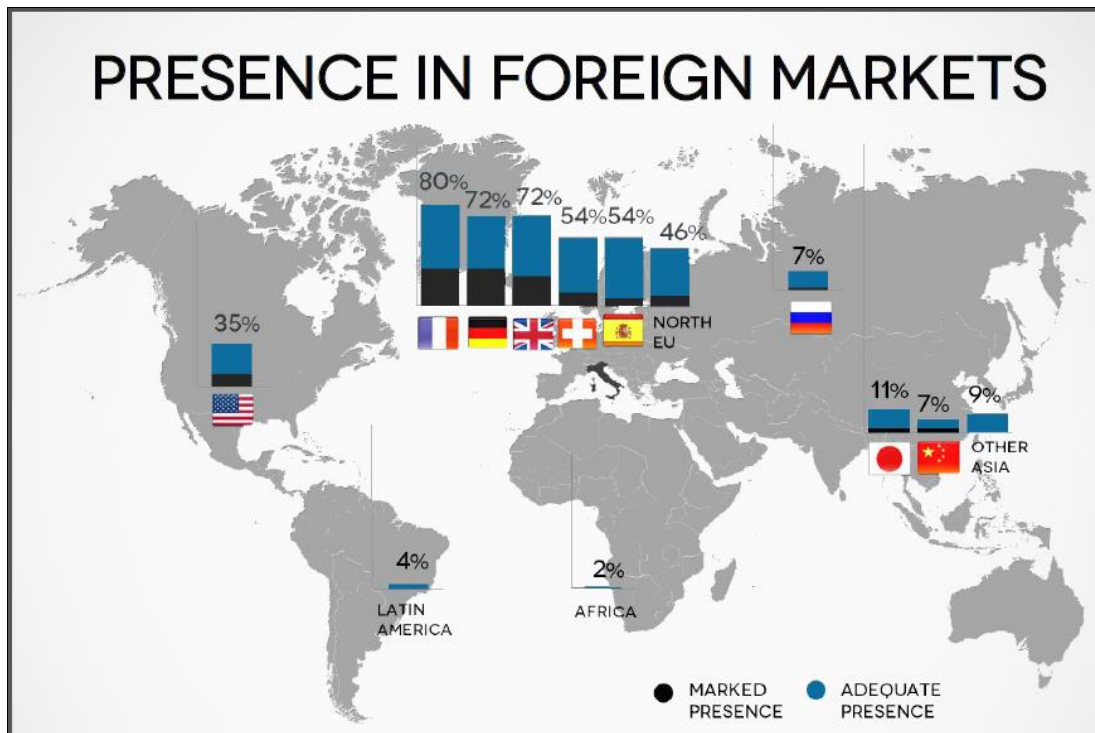 PRESENCE IN FOREIGN MARKETS
80%
72%
72%
54%
54%
46%
NORTH
EU
7%
35%
11%
7%
9%
OTHER
ASIA
4%
LATIN
AMERICA
2%
AFRICA
MARKED
PRESENCE
ADEQUATE
PRESENCE